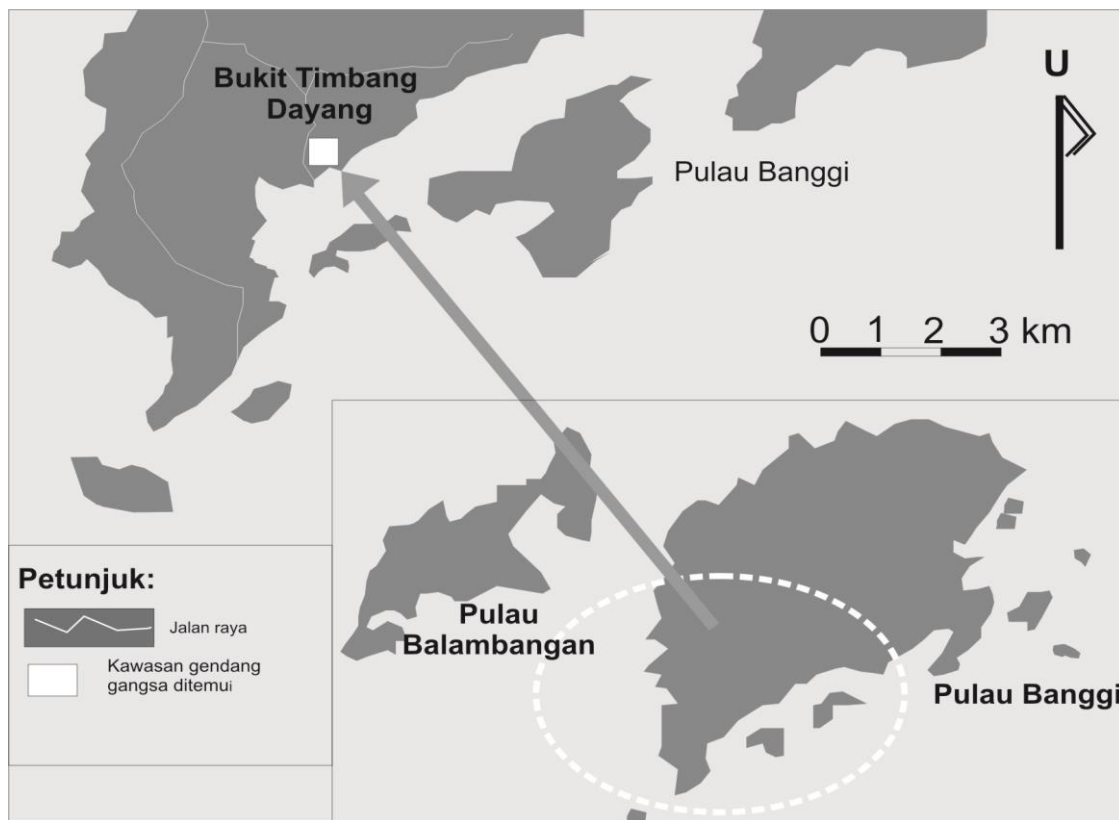 Bukit Timbang
Dayang
U
Pulau Banggi
0 1 2 3 km
Petunjuk:
Jalan raya
Kawasan gendang
gangsa ditemui
Pulau
Balambangan
Pulau Banggi